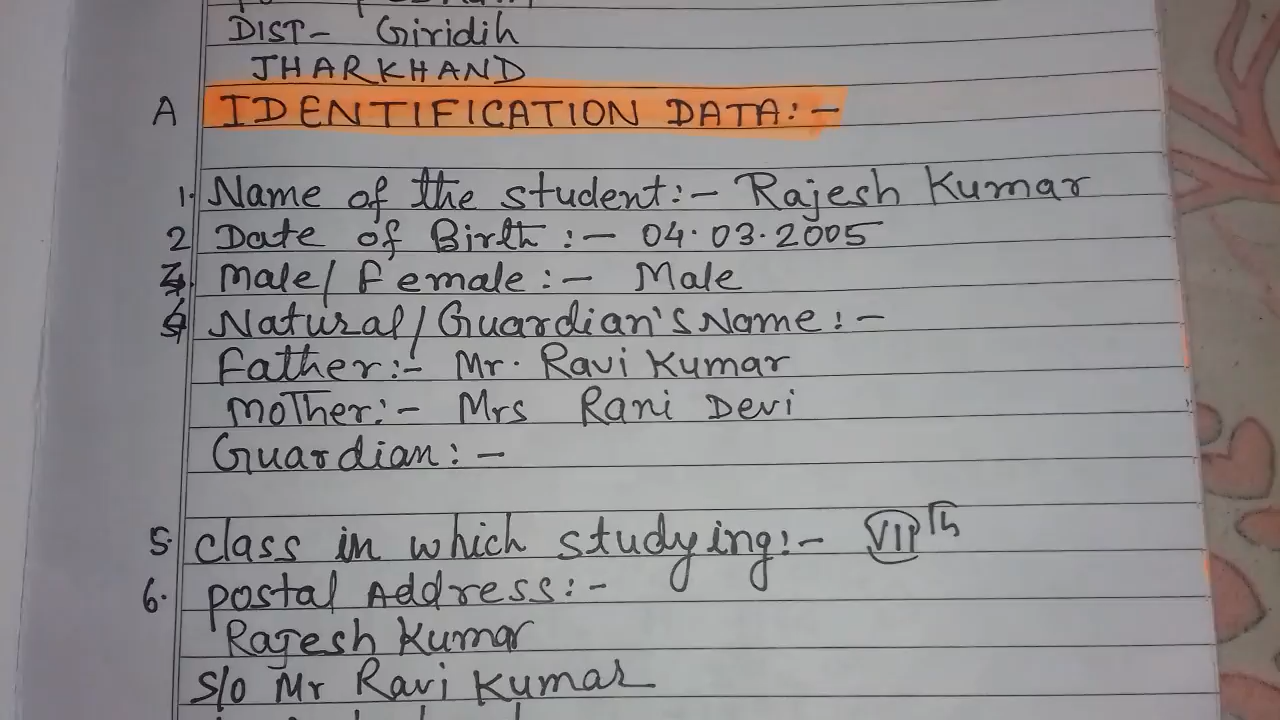 DIST- Giridih
JHARKHAND
A IDENTIFICATION DATA:-
1. Name of the student:- Rajesh Kumar
2 Date of Birth:- 04.03.2005
3 Male/Female:- Male
4 Natural/Guardian's Name:-
Father:- Mr. Ravi Kumar
Mother:- Mrs Rani Devi
Guardian:-
5. Class in which studying:- VIIth
6. Postal Address:-
Rajesh Kumar
S/o Mr Ravi Kumar